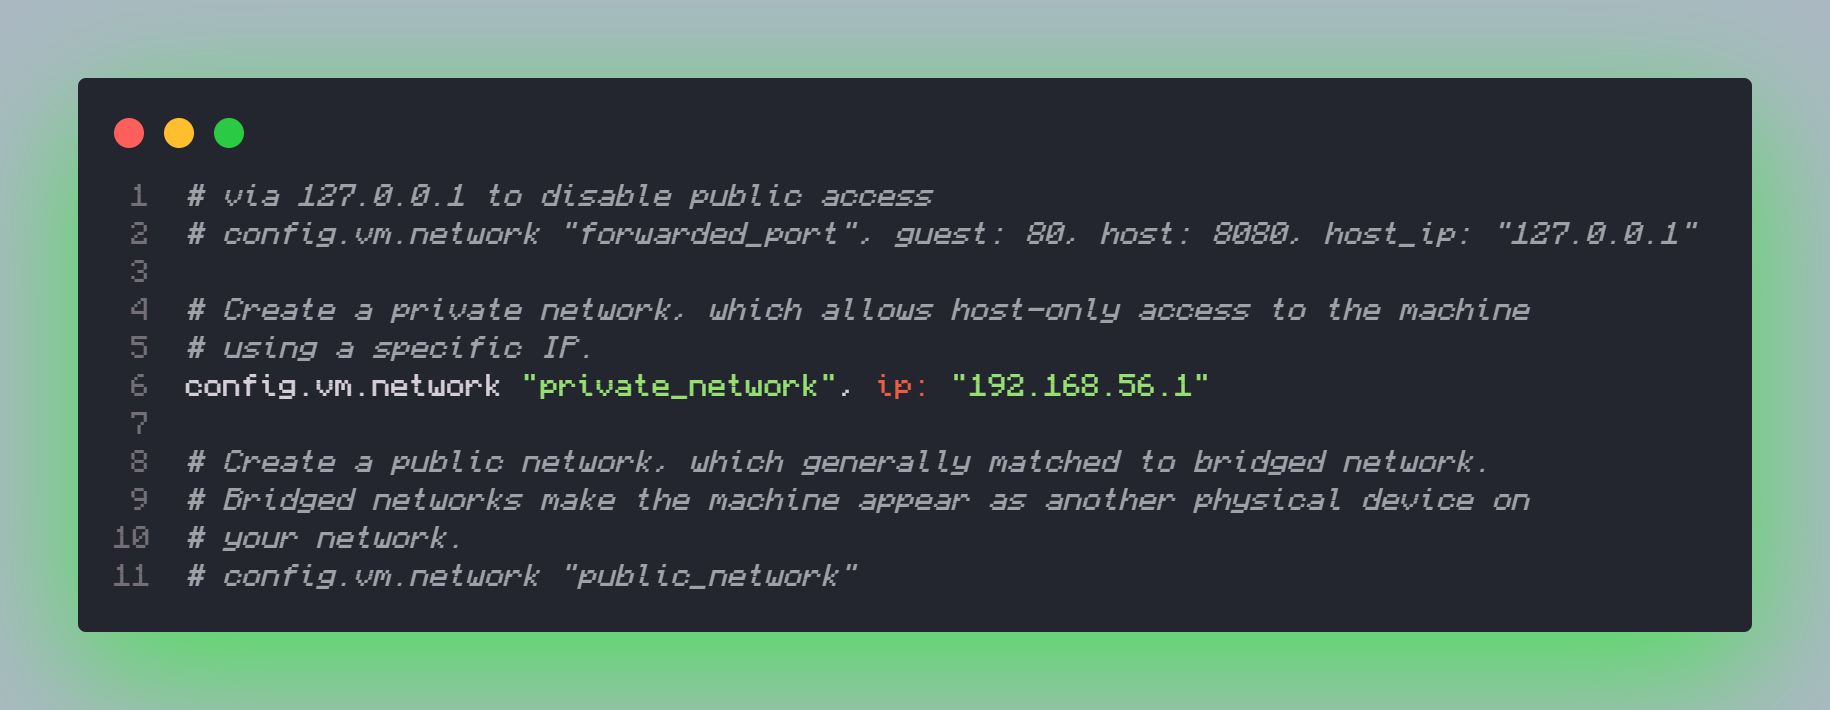 1 # via 127.0.0.1 to disable public access
2 # config.vm.network "forwarded_port", guest: 80, host: 8080, host_ip: "127.0.0.1"
3
4 # Create a private network, which allows host-only access to the machine
5 # using a specific IP.
6 config.vm.network "private_network", ip: "192.168.56.1"
7
8 # Create a public network, which generally matched to bridged network.
9 # Bridged networks make the machine appear as another physical device on
10 # your network.
11 # config.vm.network "public_network"